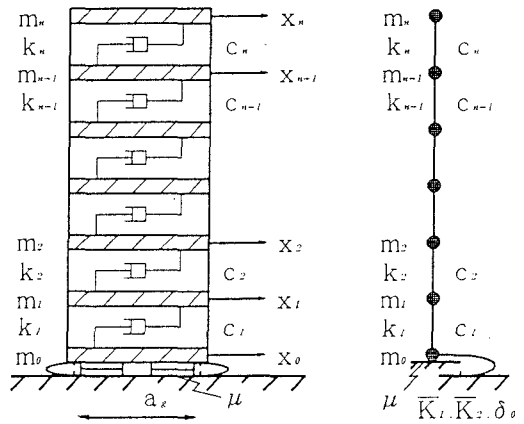 mₙ xₙ mₙ
kₙ cₙ kₙ cₙ
mₙ₋₁ xₙ₋₁ mₙ₋₁
kₙ₋₁ cₙ₋₁ kₙ₋₁ cₙ₋₁
m₂ x₂ m₂
k₂ c₂ k₂ c₂
m₁ x₁ m₁
k₁ c₁ k₁ c₁
m₀ x₀ m₀
a_g μ μ K̅₁.K̅₂.δ₀